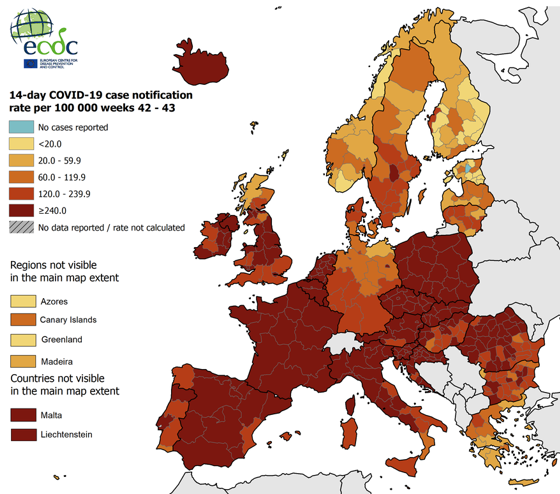 ecdc
EUROPEAN CENTRE FOR
DISEASE PREVENTION
AND CONTROL
14-day COVID-19 case notification
rate per 100 000 weeks 42 - 43
No cases reported
<20.0
20.0 - 59.9
60.0 - 119.9
120.0 - 239.9
≥240.0
No data reported / rate not calculated
Regions not visible
in the main map extent
Azores
Canary Islands
Greenland
Madeira
Countries not visible
in the main map extent
Malta
Liechtenstein